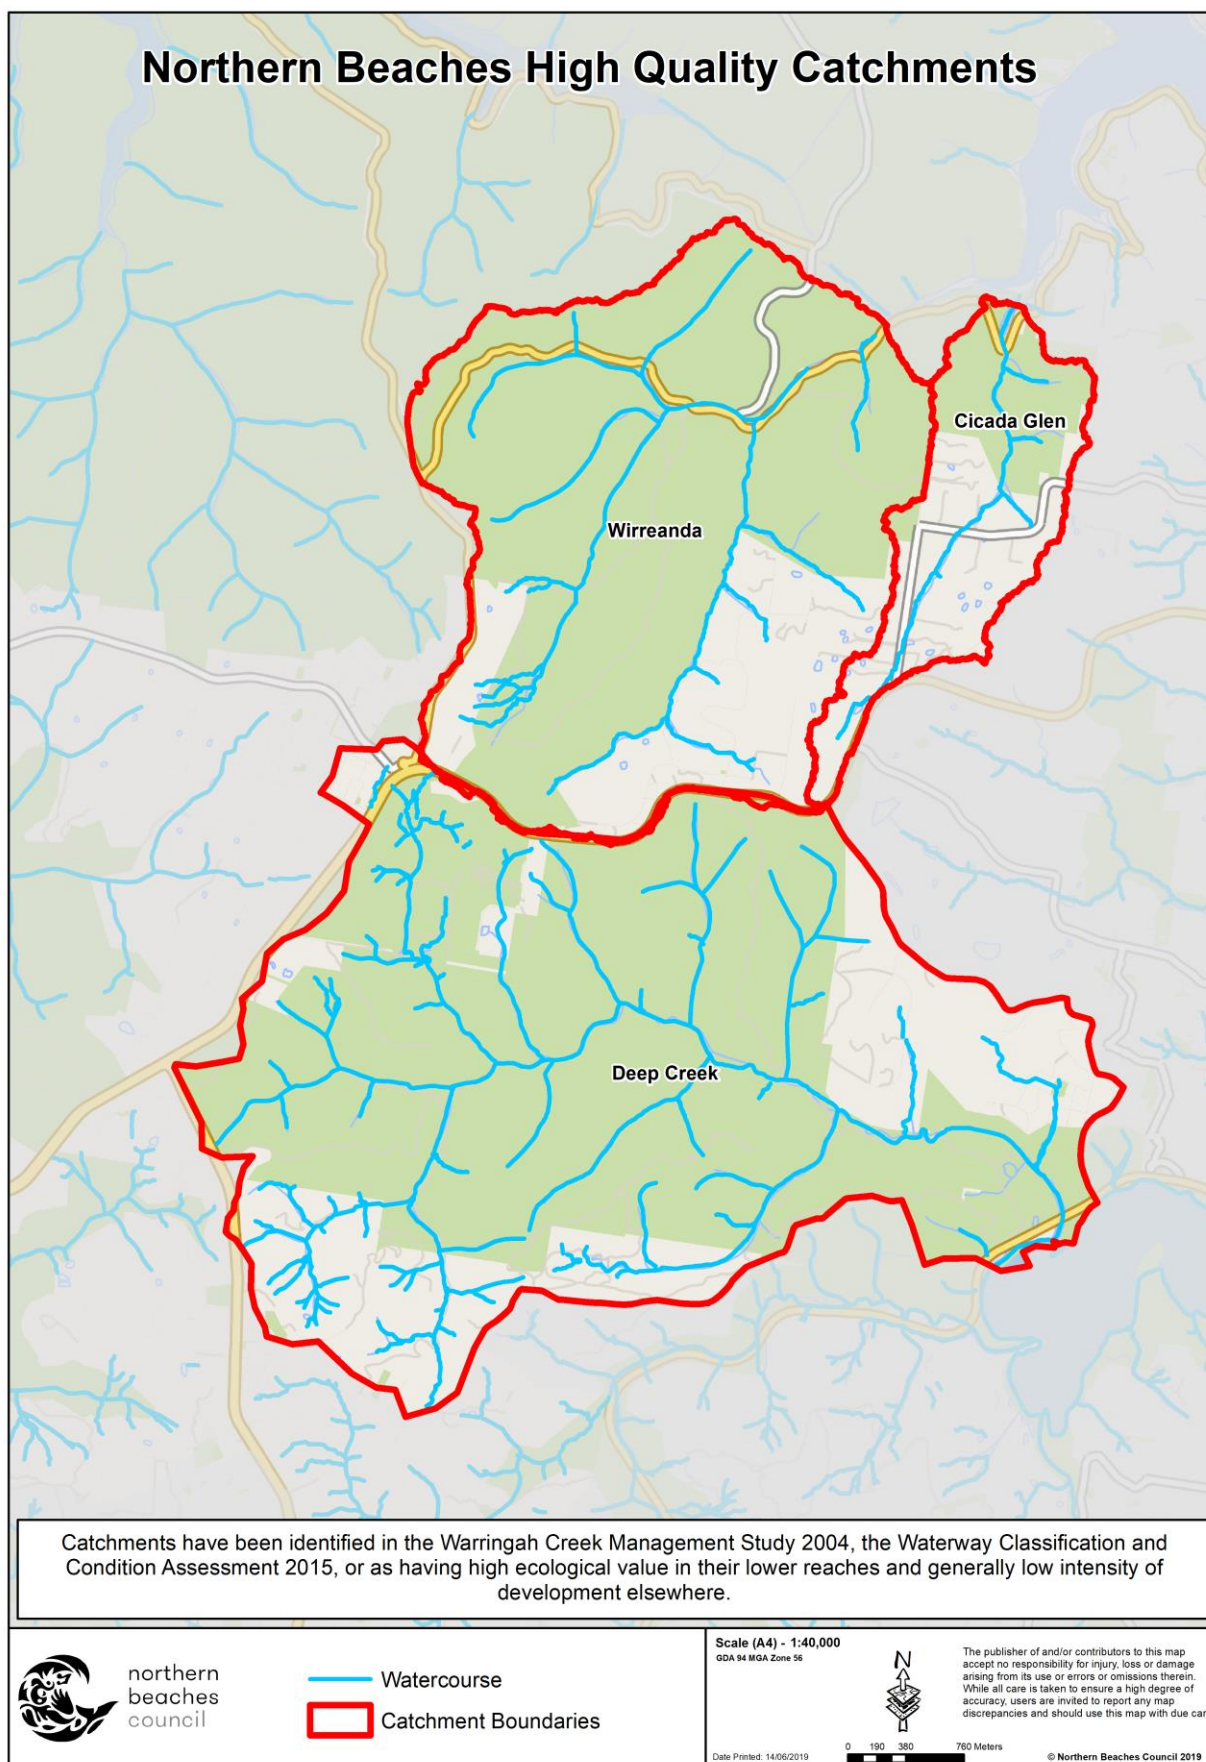 Northern Beaches High Quality Catchments
Cicada Glen
Wirreanda
Deep Creek
Catchments have been identified in the Warringah Creek Management Study 2004, the Waterway Classification and
Condition Assessment 2015, or as having high ecological value in their lower reaches and generally low intensity of
development elsewhere.
northern
beaches
council
Watercourse
Catchment Boundaries
Scale (A4) - 1:40,000
GDA 94 MGA Zone 56
N
The publisher of and/or contributors to this map
accept no responsibility for injury, loss or damage
arising from its use or errors or omissions therein.
While all care is taken to ensure a high degree of
accuracy, users are invited to report any map
discrepancies and should use this map with due car
Date Printed: 14/06/2019
0 190 380 760 Meters
© Northern Beaches Council 2019